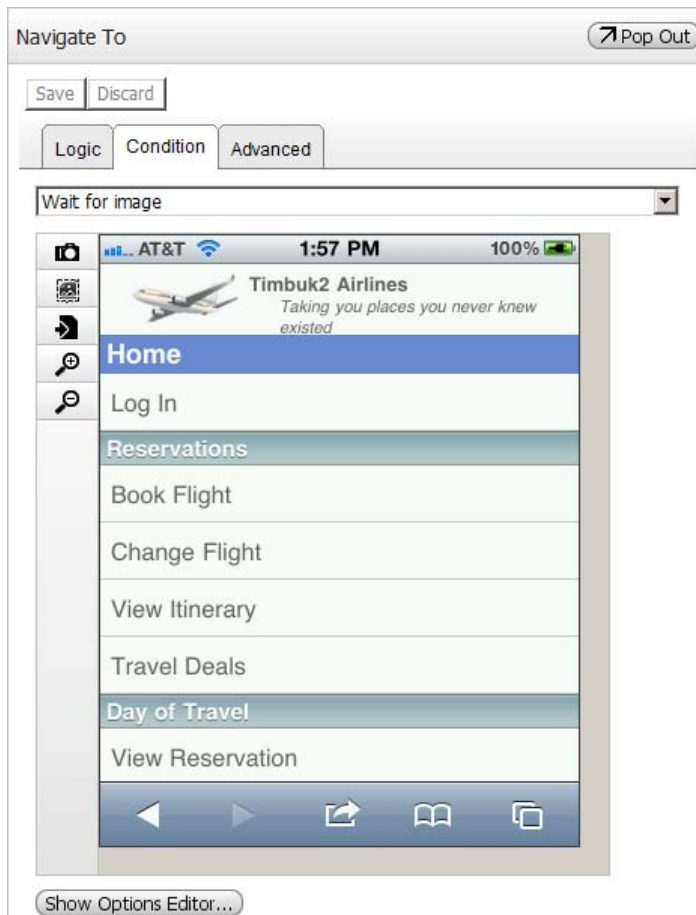 Navigate To
Pop Out
Save Discard
Logic Condition Advanced
Wait for image
AT&T 1:57 PM 100%
Timbuk2 Airlines
Taking you places you never knew
existed
Home
Log In
Reservations
Book Flight
Change Flight
View Itinerary
Travel Deals
Day of Travel
View Reservation
Show Options Editor...